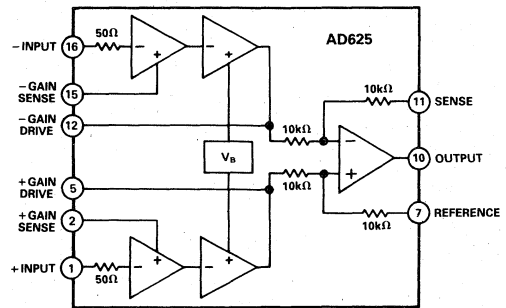 AD625
50Ω
– INPUT 16
– +
– +
– GAIN
SENSE 15
10kΩ
11 SENSE
– GAIN
DRIVE 12
10kΩ
–
VB
10 OUTPUT
+ GAIN
DRIVE 5
10kΩ
+
+ GAIN
SENSE 2
10kΩ
7 REFERENCE
+ INPUT 1
50Ω
– +
– +